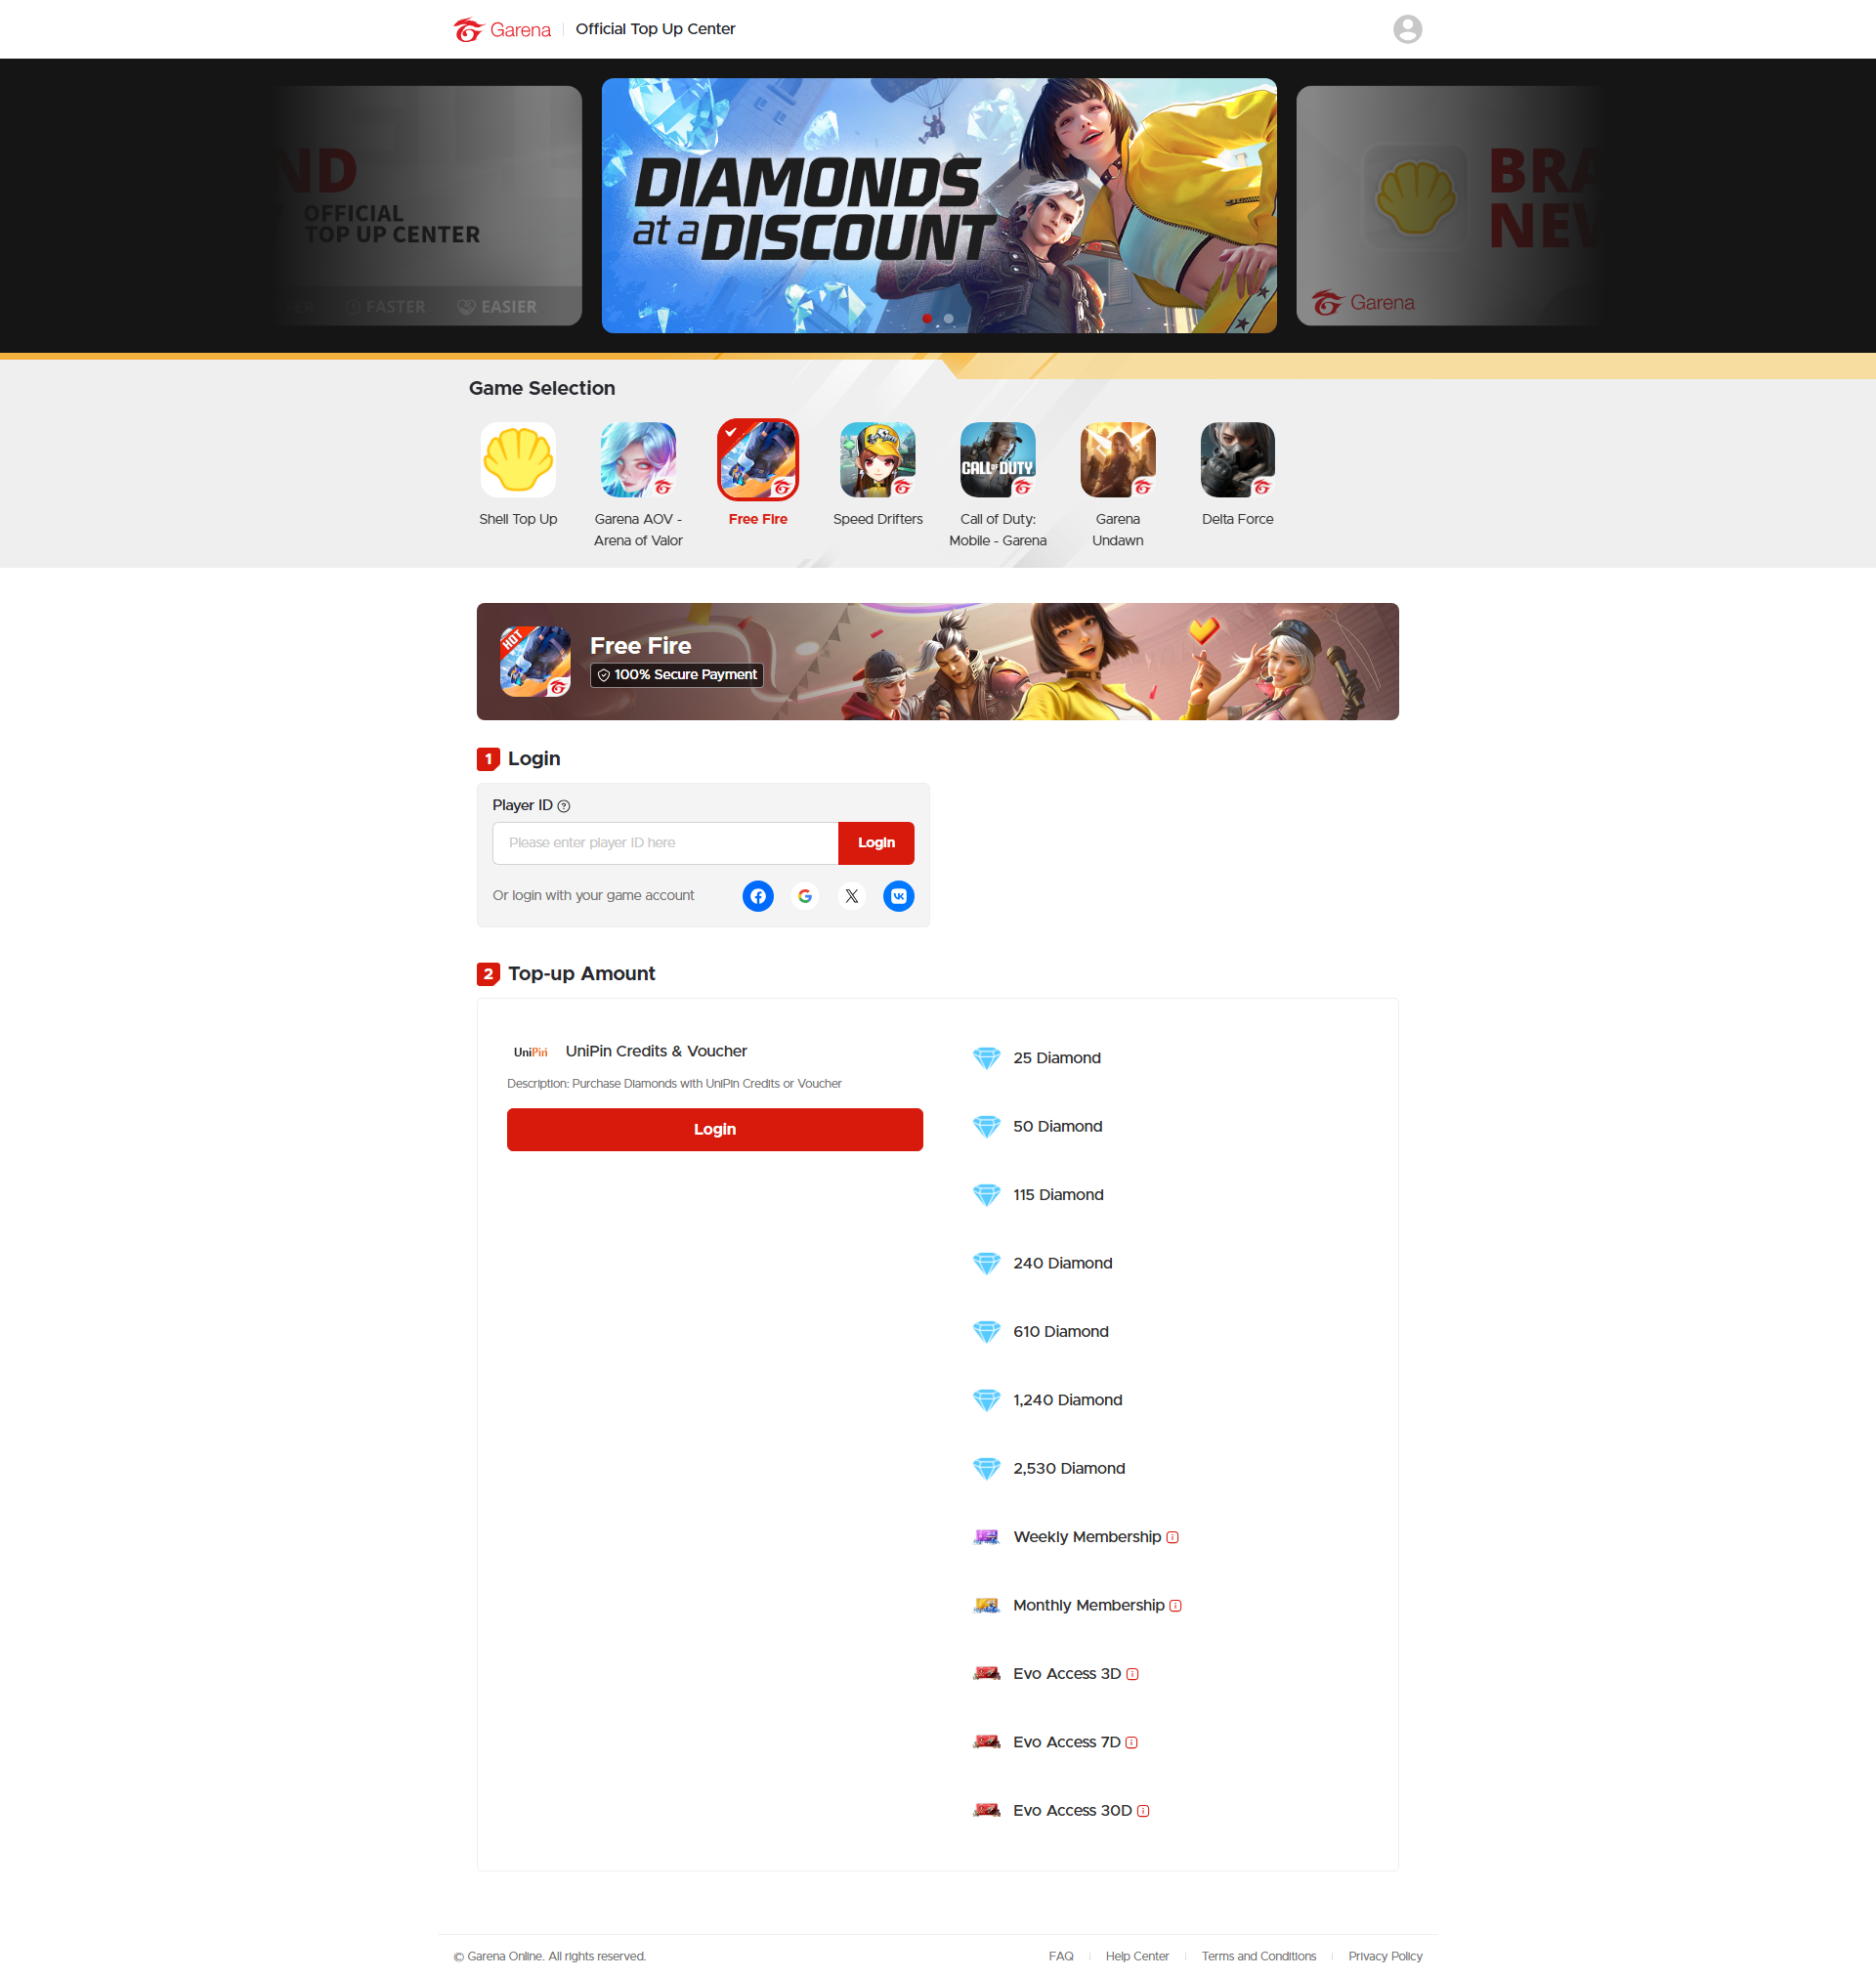 Garena
Official Top Up Center
ND
OFFICIAL
TOP UP CENTER
FASTER
EASIER
DIAMONDS
at a DISCOUNT
BRA
NEW
Garena
Game Selection
Shell Top Up
Garena AOV -
Arena of Valor
Free Fire
Speed Drifters
CALL OF DUTY
Call of Duty:
Mobile - Garena
Garena
Undawn
Delta Force
HOT
Free Fire
100% Secure Payment
1 Login
Player ID
Please enter player ID here
Login
Or login with your game account
2 Top-up Amount
UniPin
UniPin Credits & Voucher
Description: Purchase Diamonds with UniPin Credits or Voucher
Login
25 Diamond
50 Diamond
115 Diamond
240 Diamond
610 Diamond
1,240 Diamond
2,530 Diamond
Weekly Membership
Monthly Membership
Evo Access 3D
Evo Access 7D
Evo Access 30D
© Garena Online. All rights reserved.
FAQ
Help Center
Terms and Conditions
Privacy Policy